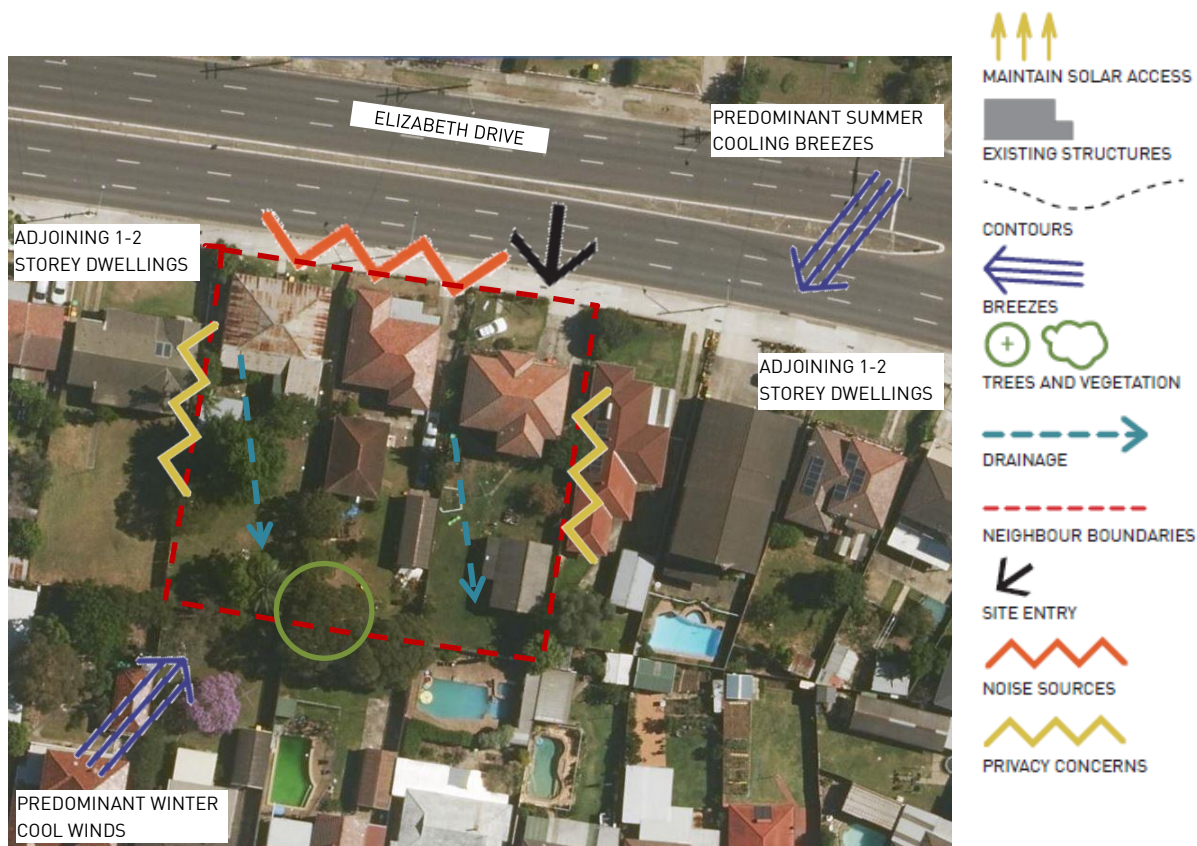 ELIZABETH DRIVE
PREDOMINANT SUMMER
COOLING BREEZES
ADJOINING 1-2
STOREY DWELLINGS
ADJOINING 1-2
STOREY DWELLINGS
PREDOMINANT WINTER
COOL WINDS
MAINTAIN SOLAR ACCESS
EXISTING STRUCTURES
CONTOURS
BREEZES
TREES AND VEGETATION
DRAINAGE
NEIGHBOUR BOUNDARIES
SITE ENTRY
NOISE SOURCES
PRIVACY CONCERNS